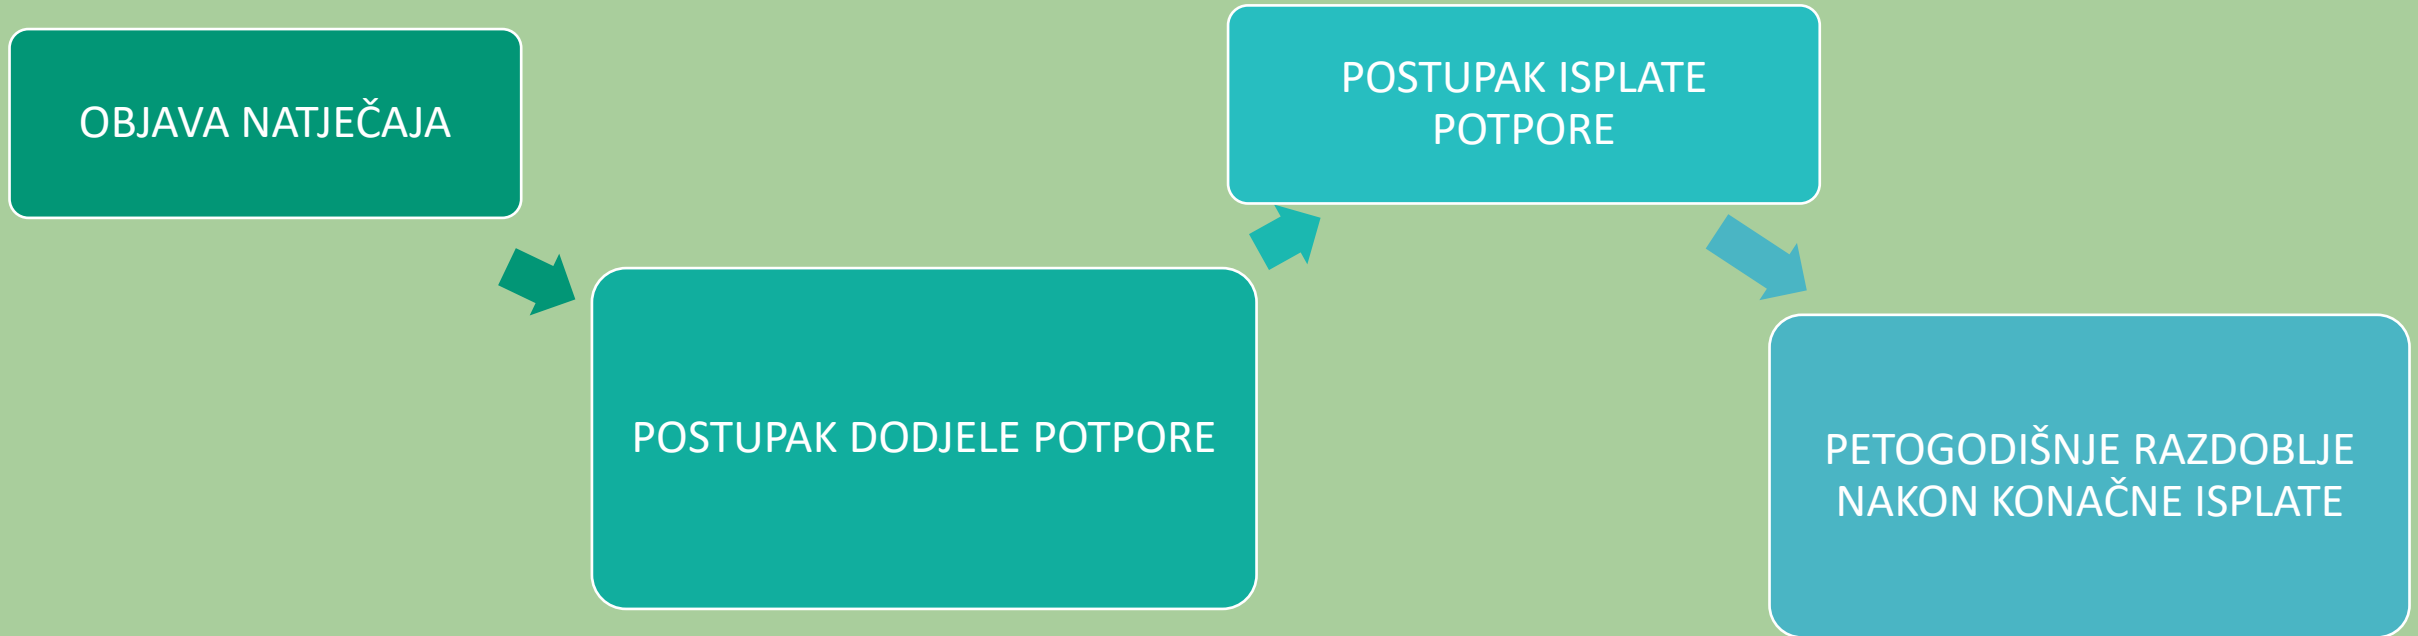 OBJAVA NATJEČAJA
POSTUPAK DODJELE POTPORE
POSTUPAK ISPLATE
POTPORE
PETOGODIŠNJE RAZDOBLJE
NAKON KONAČNE ISPLATE